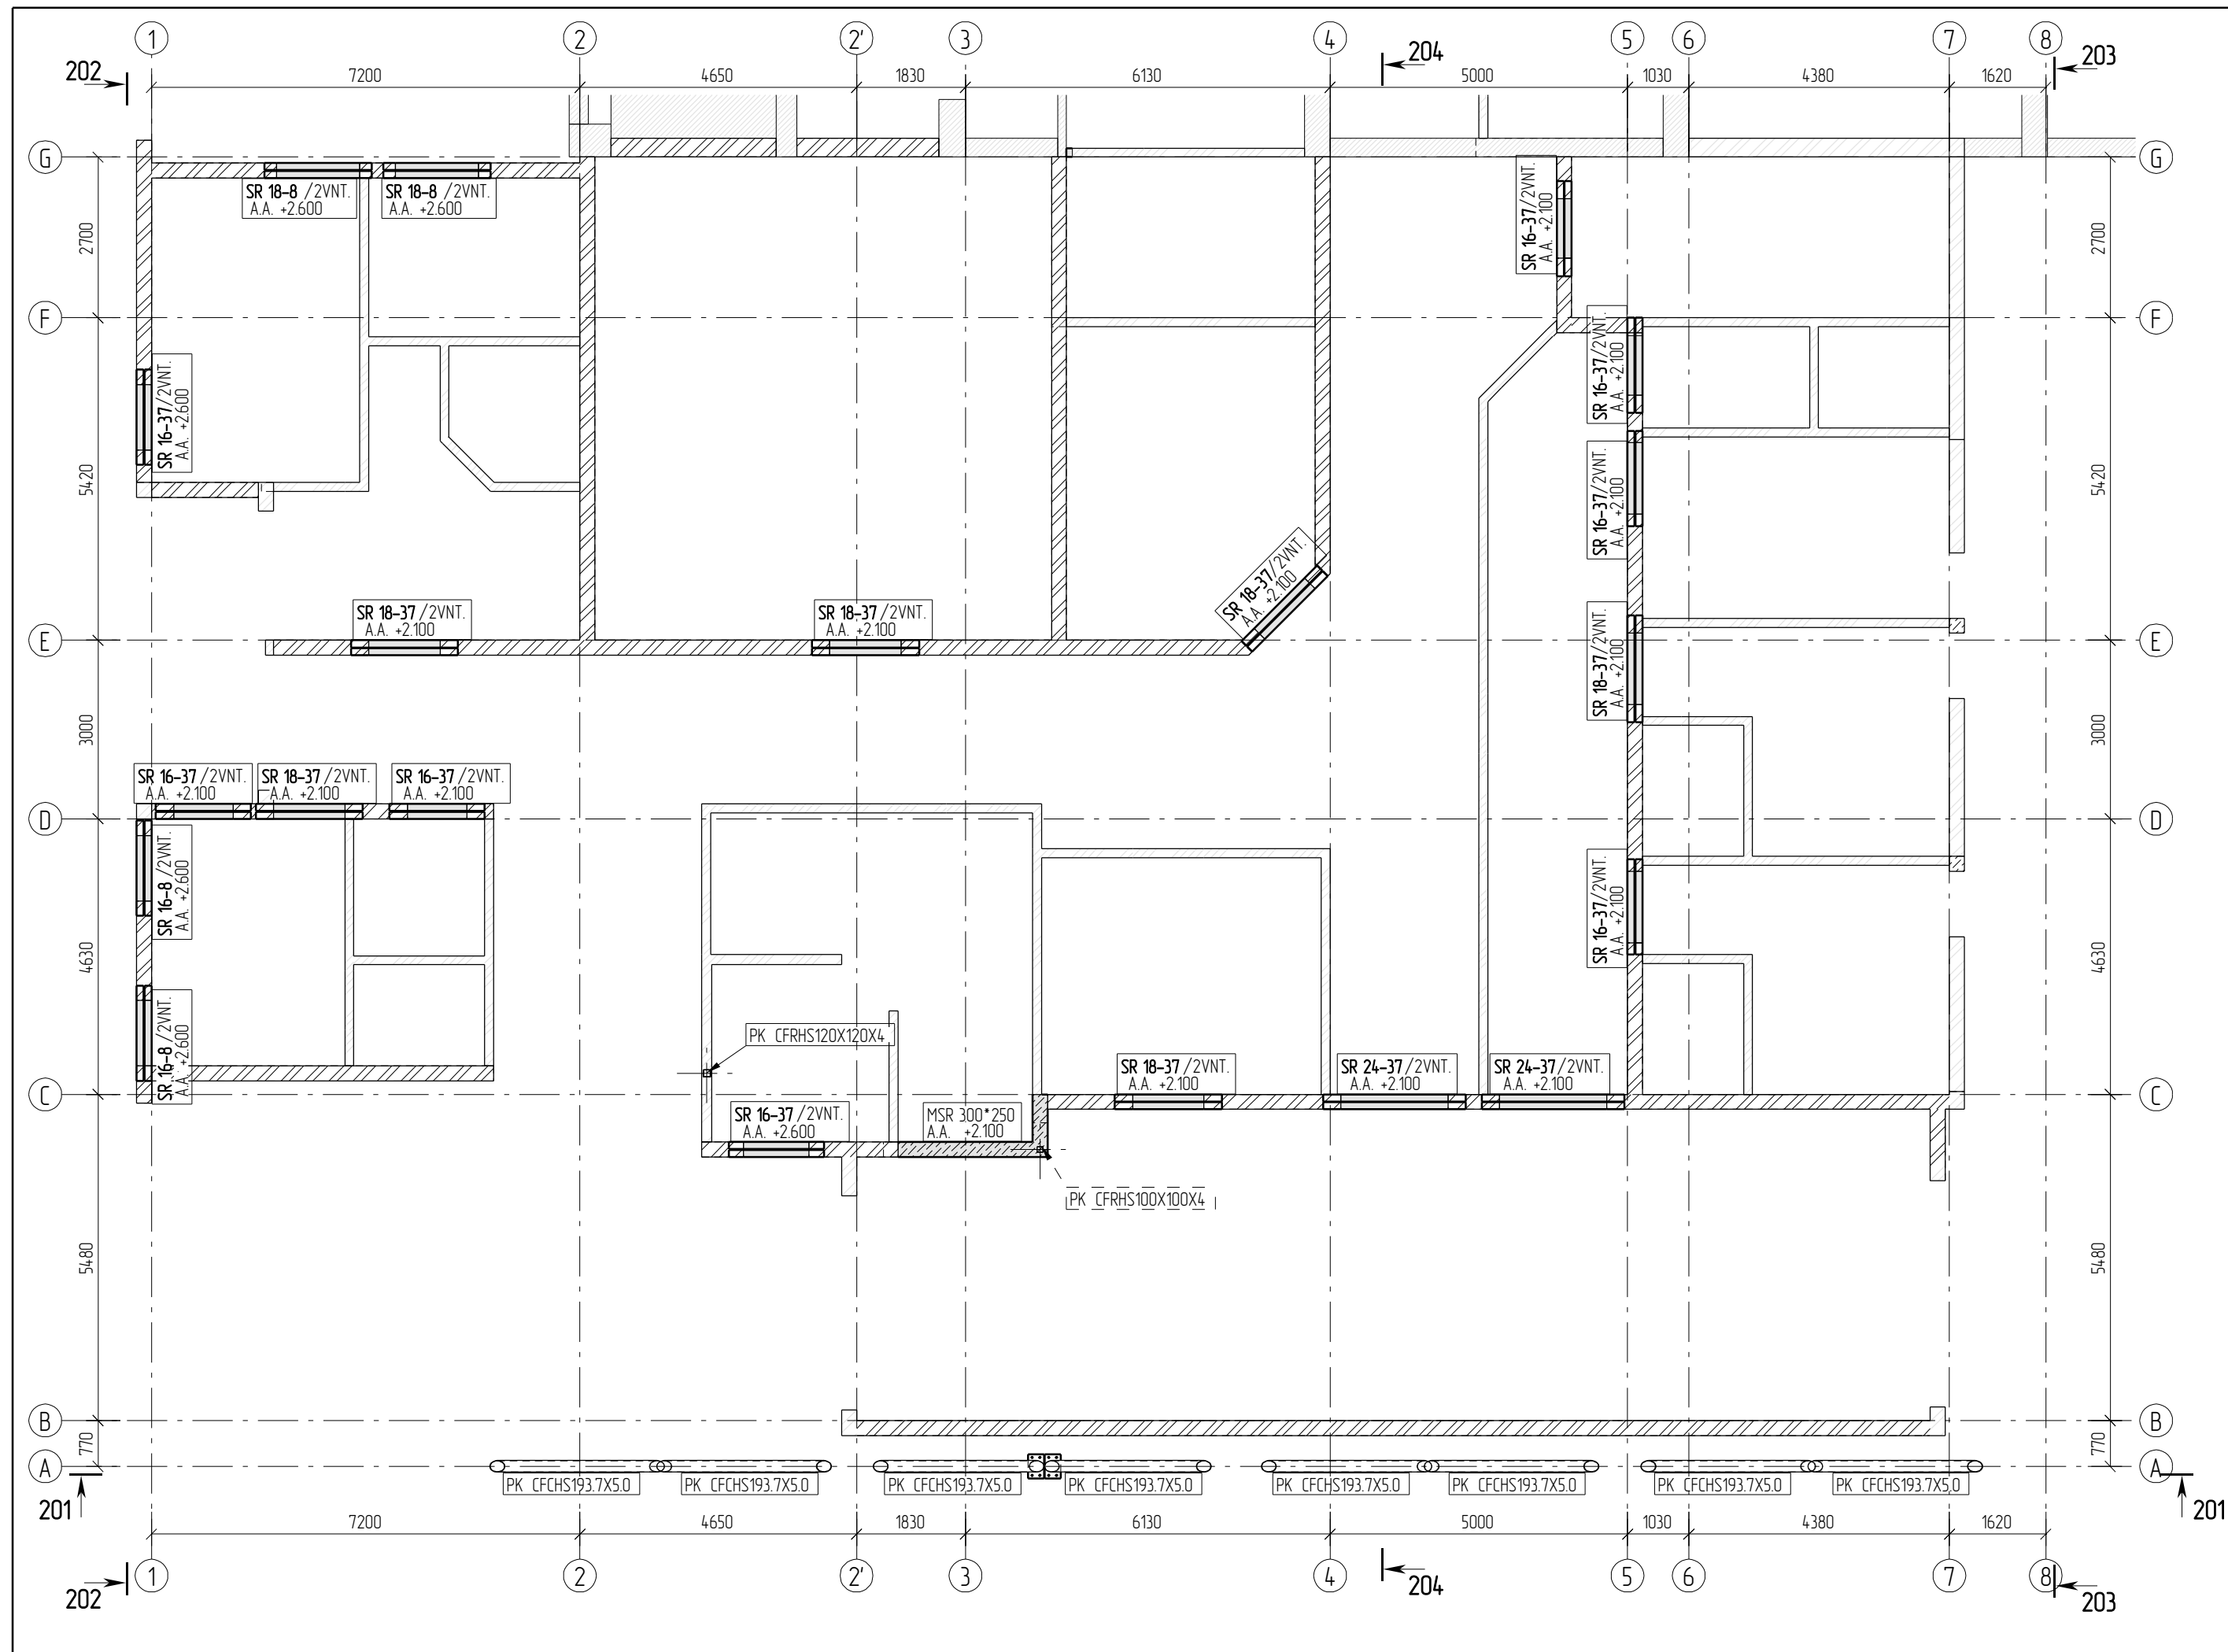 1
2
2'
3
4
5
6
7
8
202
204
203
7200
4650
1830
6130
5000
1030
4380
1620
G
G
SR 18-8 /2VNT.
A.A. +2.600
SR 18-8 /2VNT.
A.A. +2.600
SR 16-37/2VNT.
A.A. +2.100
2700
2700
F
F
SR 16-37/2VNT.
A.A. +2.600
SR 16-37/2VNT.
A.A. +2.100
5420
5420
SR 16-37/2VNT.
A.A. +2.100
SR 18-37/2VNT.
A.A. +2.100
SR 18-37 /2VNT.
A.A. +2.100
SR 18-37 /2VNT.
A.A. +2.100
E
E
SR 18-37/2VNT.
A.A. +2.100
3000
3000
SR 16-37 /2VNT.
A.A. +2.100
SR 18-37 /2VNT.
A.A. +2.100
SR 16-37 /2VNT.
A.A. +2.100
D
D
SR 16-8 /2VNT.
A.A. +2.600
SR 16-37/2VNT.
A.A. +2.100
4630
4630
SR 16-8 /2VNT.
A.A. +2.600
PK CFRHS120X120X4
SR 18-37 /2VNT.
A.A. +2.100
SR 24-37 /2VNT.
A.A. +2.100
SR 24-37 /2VNT.
A.A. +2.100
C
C
SR 16-37 /2VNT.
A.A. +2.600
MSR 300*250
A.A. +2.100
PK CFRHS100X100X4
5480
5480
B
B
770
770
A
A
PK CFCHS193.7X5.0
PK CFCHS193.7X5.0
PK CFCHS193.7X5.0
PK CFCHS193.7X5.0
PK CFCHS193.7X5.0
PK CFCHS193.7X5.0
PK CFCHS193.7X5.0
PK CFCHS193.7X5,0
201
201
7200
4650
1830
6130
5000
1030
4380
1620
1
2
2'
3
4
5
6
7
8
202
204
203